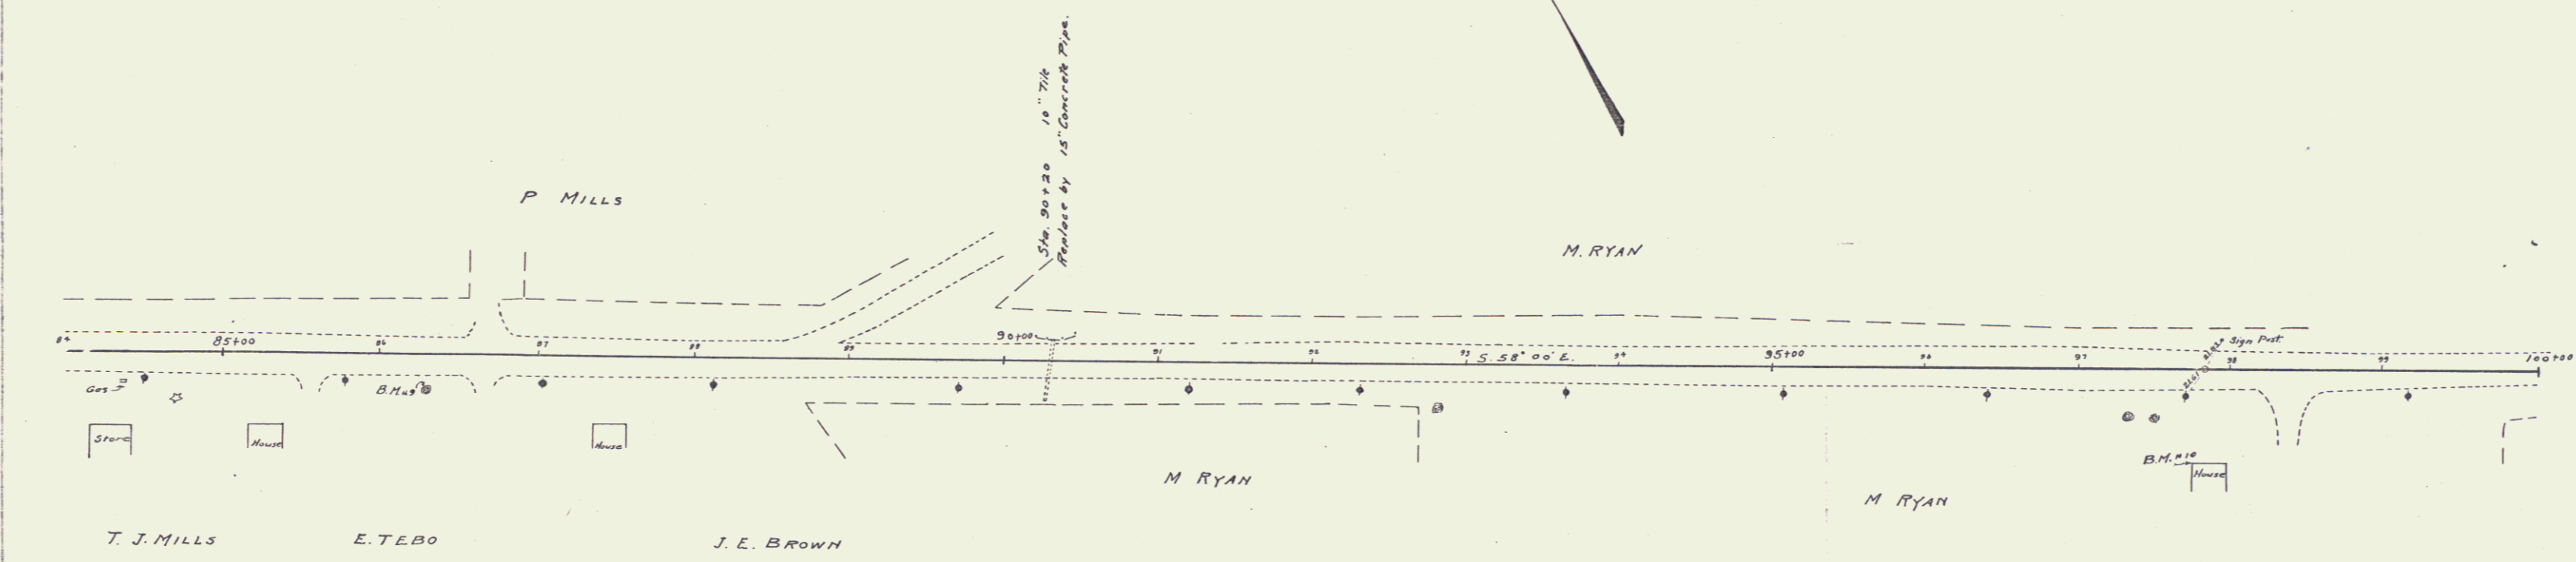 Sta. 90+20 10" Tile
Replace by 15" Concrete Pipe.
P MILLS
M. RYAN
84 85+00 86 87 88 89 90+00 91 92 93 S. 58° 00' E. 94 95+00 96 97 98 99 100+00
Sign Post
Gas
B.M. #9
Store
House
House
B.M. #10
House
M RYAN
M RYAN
T. J. MILLS
E. TEBO
J. E. BROWN